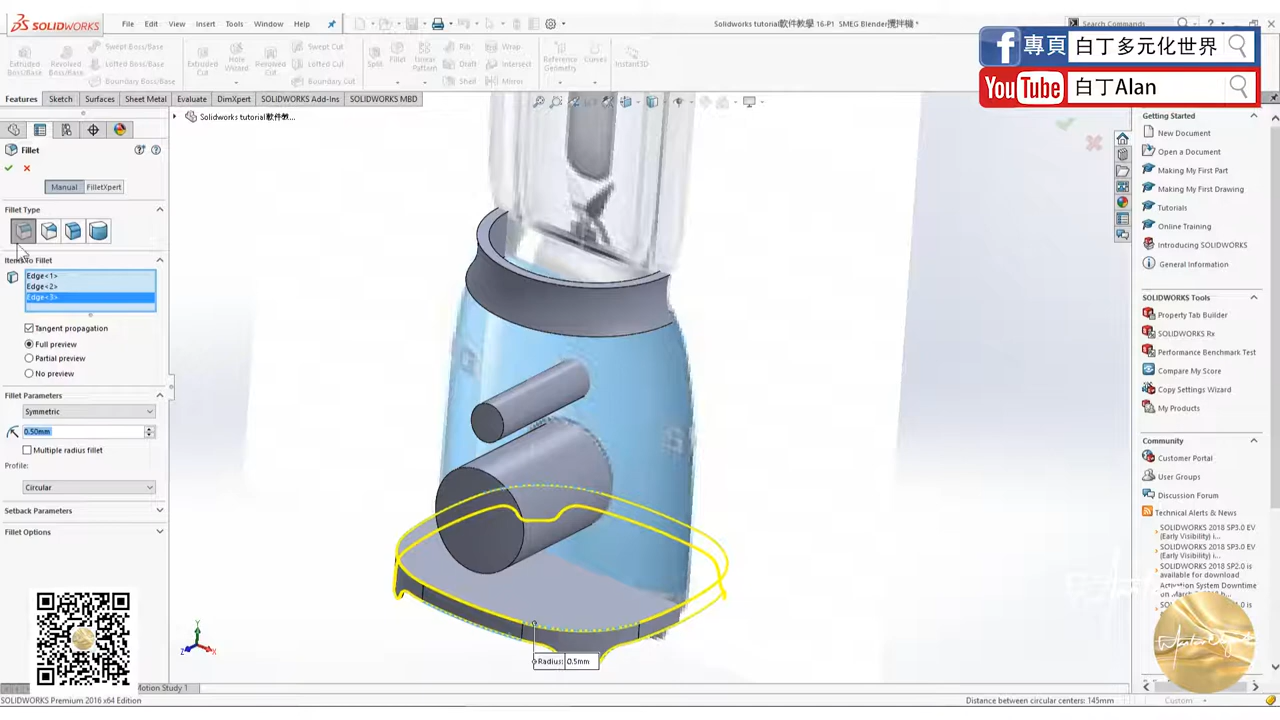 SOLIDWORKS
File
Edit
View
Insert
Tools
Window
Help
Solidworks tutorial軟件教學 16-P1 SMEG Blender攪拌機 *
Search Commands
專頁 白丁多元化世界
YouTube 白丁Alan
Extruded Boss/Base
Revolved Boss/Base
Swept Boss/Base
Lofted Boss/Base
Boundary Boss/Base
Extruded Cut
Hole Wizard
Revolved Cut
Swept Cut
Lofted Cut
Boundary Cut
Split
Fillet
Linear Pattern
Rib
Draft
Shell
Wrap
Intersect
Mirror
Reference Geometry
Curves
Instant3D
Features
Sketch
Surfaces
Sheet Metal
Evaluate
DimXpert
SOLIDWORKS Add-Ins
SOLIDWORKS MBD
Solidworks tutorial軟件教...
Fillet
Manual
FilletXpert
Fillet Type
Items To Fillet
Edge<1>
Edge<2>
Edge<3>
Tangent propagation
Full preview
Partial preview
No preview
Fillet Parameters
Symmetric
0.50mm
Multiple radius fillet
Profile:
Circular
Setback Parameters
Fillet Options
Radius: 0.5mm
Getting Started
New Document
Open a Document
Making My First Part
Making My First Drawing
Tutorials
Online Training
Introducing SOLIDWORKS
General Information
SOLIDWORKS Tools
Property Tab Builder
SOLIDWORKS Rx
Performance Benchmark Test
Compare My Score
Copy Settings Wizard
My Products
Community
Customer Portal
User Groups
Discussion Forum
Technical Alerts & News
SOLIDWORKS 2018 SP3.0 EV
(Early Visibility) i...
SOLIDWORKS 2018 SP3.0 EV
(Early Visibility) i...
SOLIDWORKS 2018 SP2.0 is
available for download
Activation System Downtime
Motion Study 1
SOLIDWORKS Premium 2016 x64 Edition
Distance between circular centers: 145mm
Custom